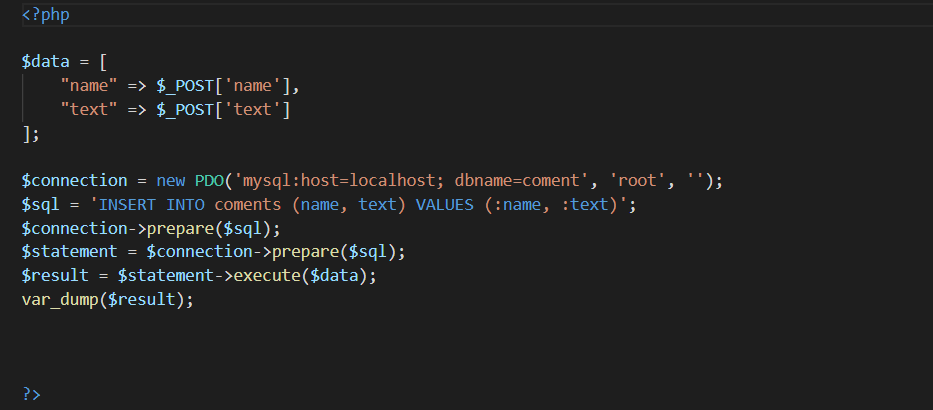 <?php
$data = [
"name" => $_POST['name'],
"text" => $_POST['text']
];
$connection = new PDO('mysql:host=localhost; dbname=coment', 'root', '');
$sql = 'INSERT INTO coments (name, text) VALUES (:name, :text)';
$connection->prepare($sql);
$statement = $connection->prepare($sql);
$result = $statement->execute($data);
var_dump($result);
?>